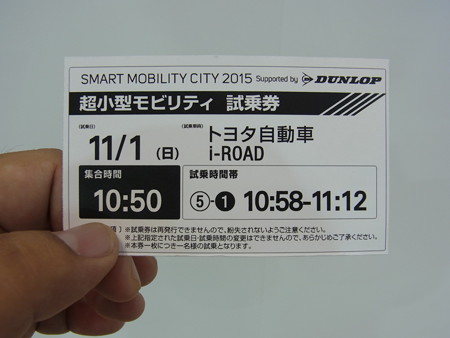 SMART MOBILITY CITY 2015 Supported by DUNLOP
超小型モビリティ 試乗券
(試乗日) 11/1 (日)
(試乗車両) トヨタ自動車
i-ROAD
集合時間
10:50
試乗時間帯
⑤-❶ 10:58-11:12
※試乗券は再発行できませんので、紛失されないようご注意ください。
※上記指定された試乗日・試乗時間の変更はできませんので、あらかじめご了承ください。
※本券一枚につき一名様の試乗となります。